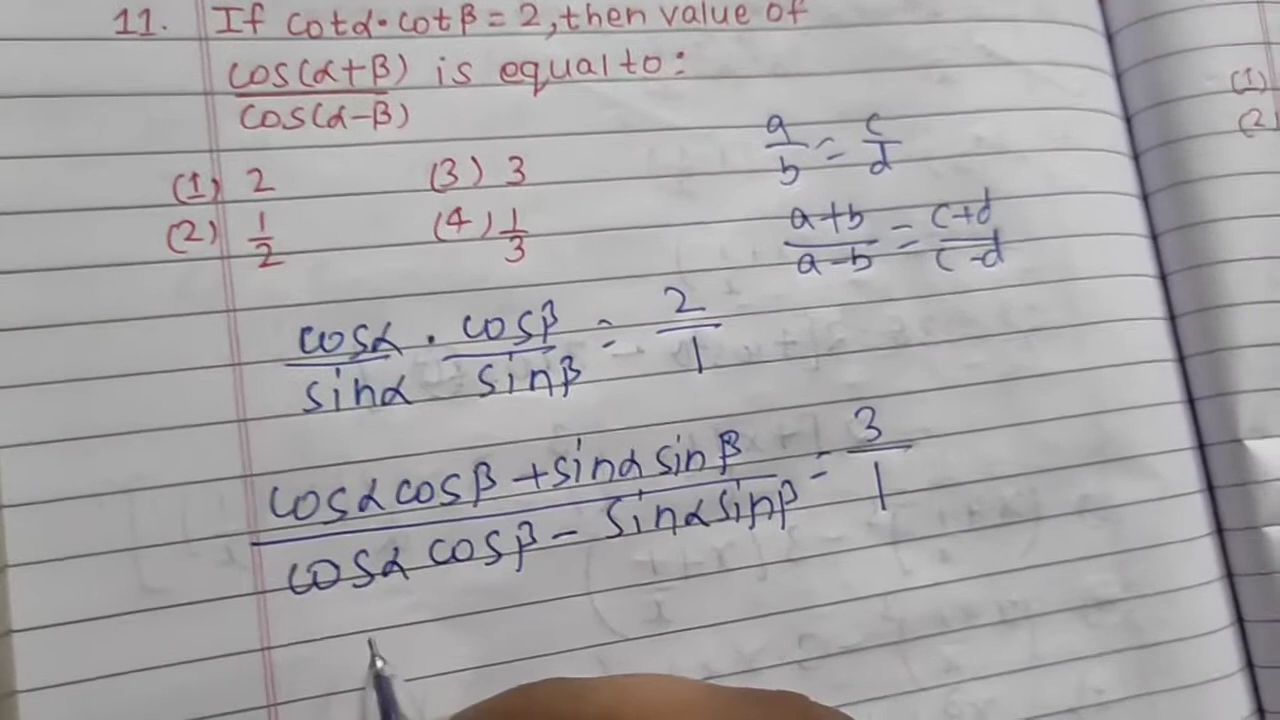 11. If cotα·cotβ = 2, then value of
cos(α+β) is equal to:
cos(α-β)
(1) 2 (3) 3
(2) 1/2 (4) 1/3
a/b = c/d
a+b/a-b = c+d/c-d
cosα/sinα · cosβ/sinβ = 2/1
cosα cosβ + sinα sinβ / cosα cosβ - sinα sinβ = 3/1
(1)
(2